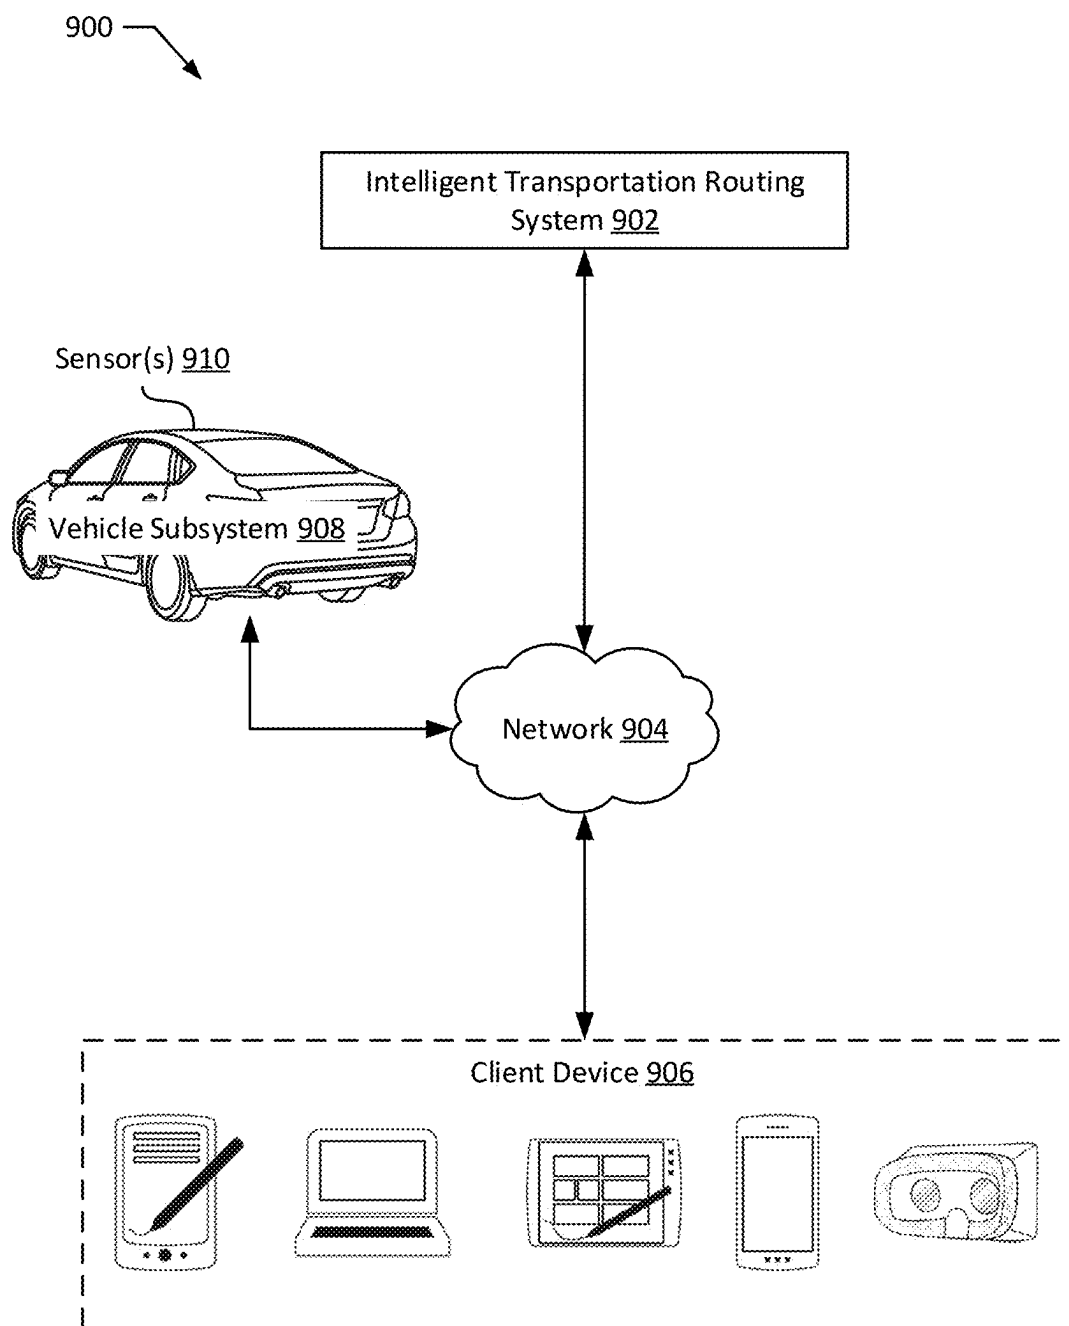 900
Intelligent Transportation Routing
System 902
Sensor(s) 910
Vehicle Subsystem 908
Network 904
Client Device 906